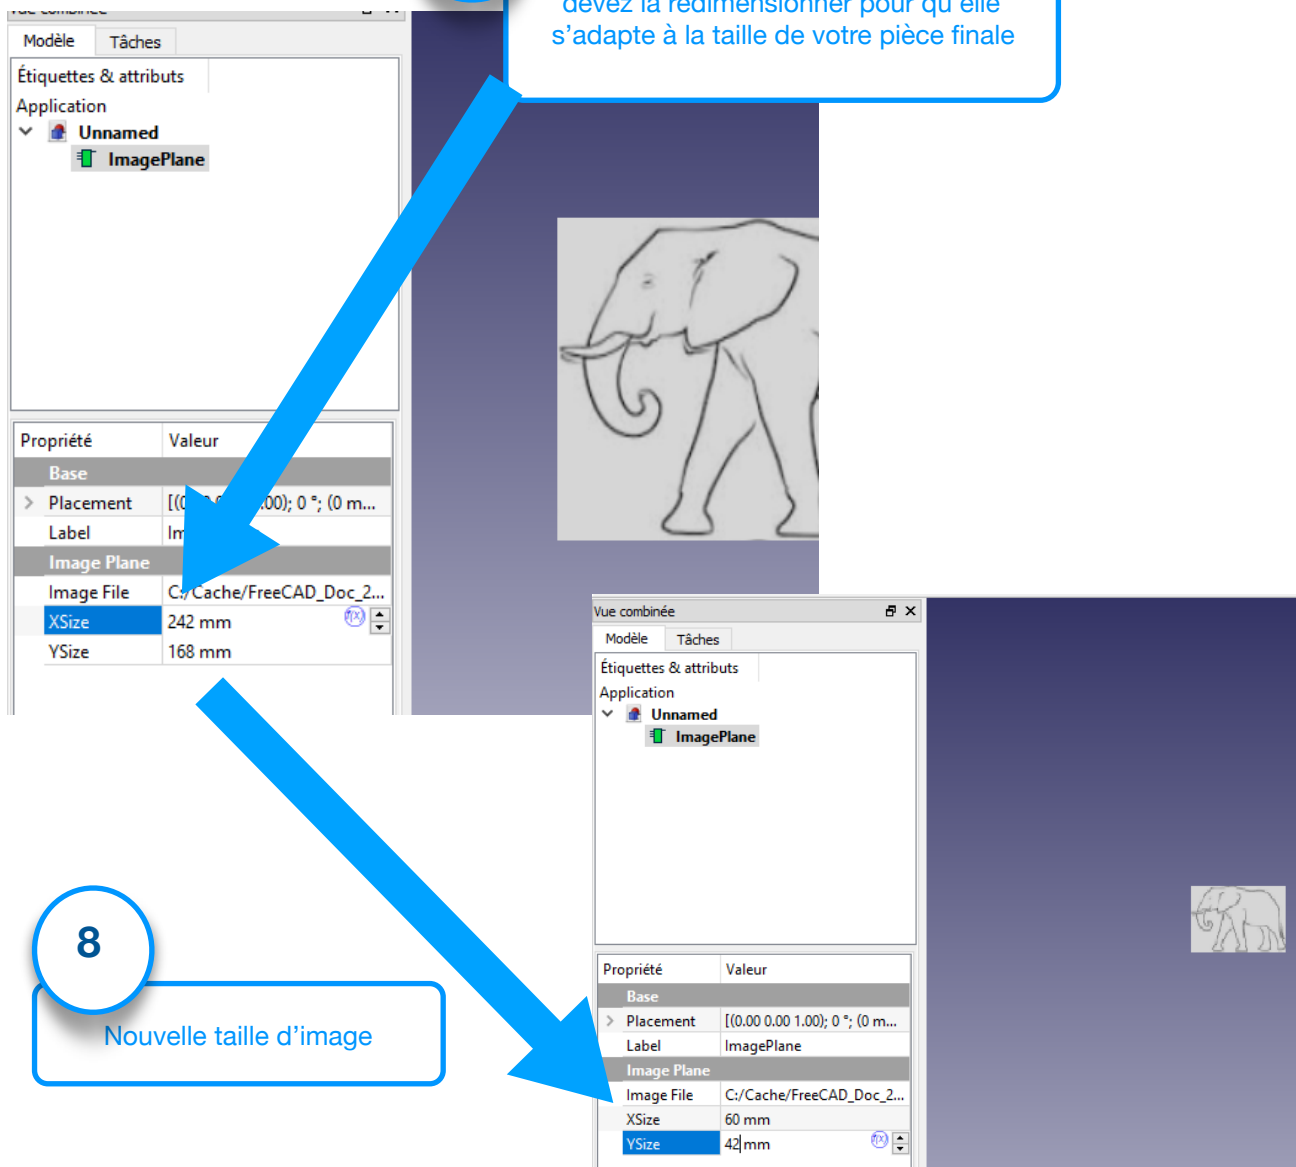 devez la redimensionner pour qu'elle
s'adapte à la taille de votre pièce finale
Modèle Tâches
Étiquettes & attributs
Application
Unnamed
ImagePlane
Propriété Valeur
Base
Placement 0 °; (0 m...
Label
Image Plane
Image File C:/Cache/FreeCAD_Doc_2...
XSize 242 mm f(x)
YSize 168 mm
Vue combinée
Modèle Tâches
Étiquettes & attributs
Application
Unnamed
ImagePlane
Propriété Valeur
Base
Placement [(0.00 0.00 1.00); 0 °; (0 m...
Label ImagePlane
Image Plane
Image File C:/Cache/FreeCAD_Doc_2...
XSize 60 mm
YSize 42 mm f(x)
8
Nouvelle taille d'image